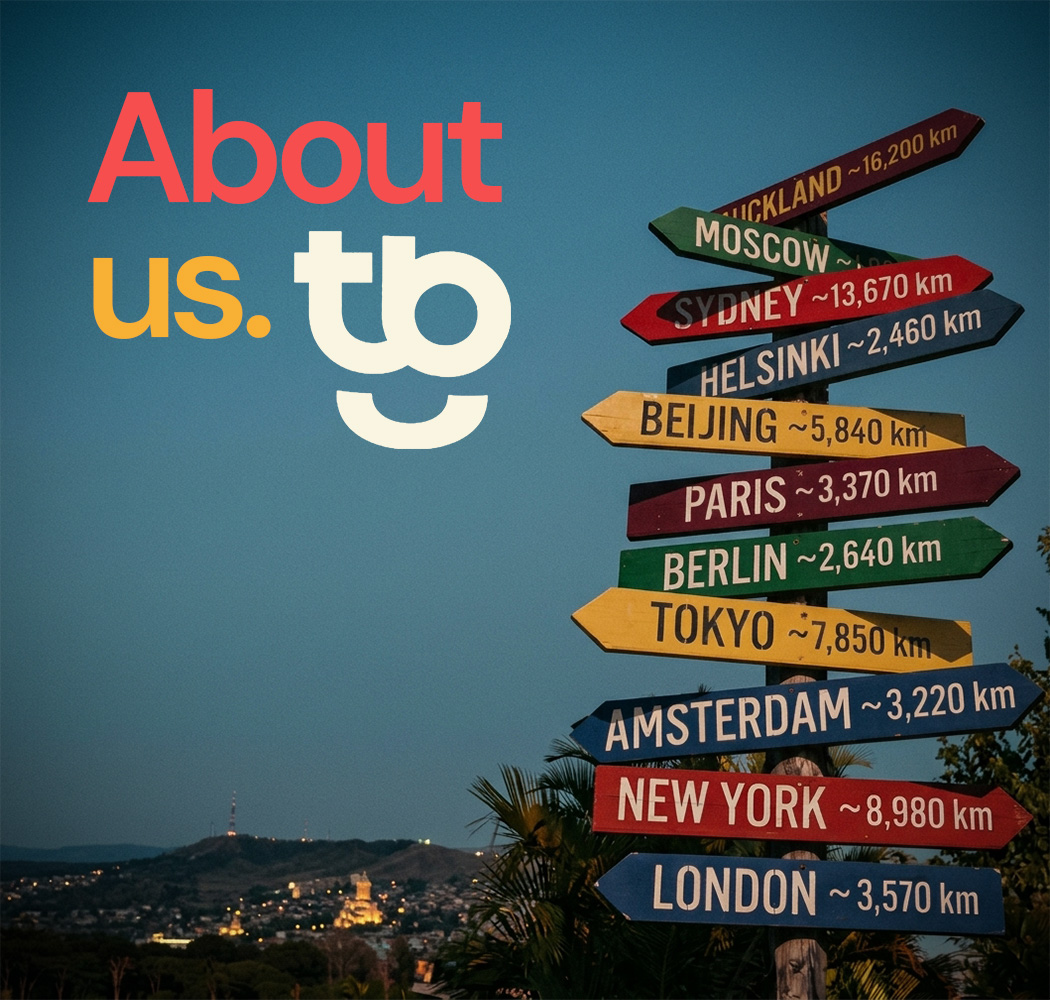 About
us.
tb
AUCKLAND ~16,200 km
MOSCOW ~
SYDNEY ~13,670 km
HELSINKI ~2,460 km
BEIJING ~5,840 km
PARIS ~3,370 km
BERLIN ~2,640 km
TOKYO ~7,850 km
AMSTERDAM ~3,220 km
NEW YORK ~8,980 km
LONDON ~3,570 km